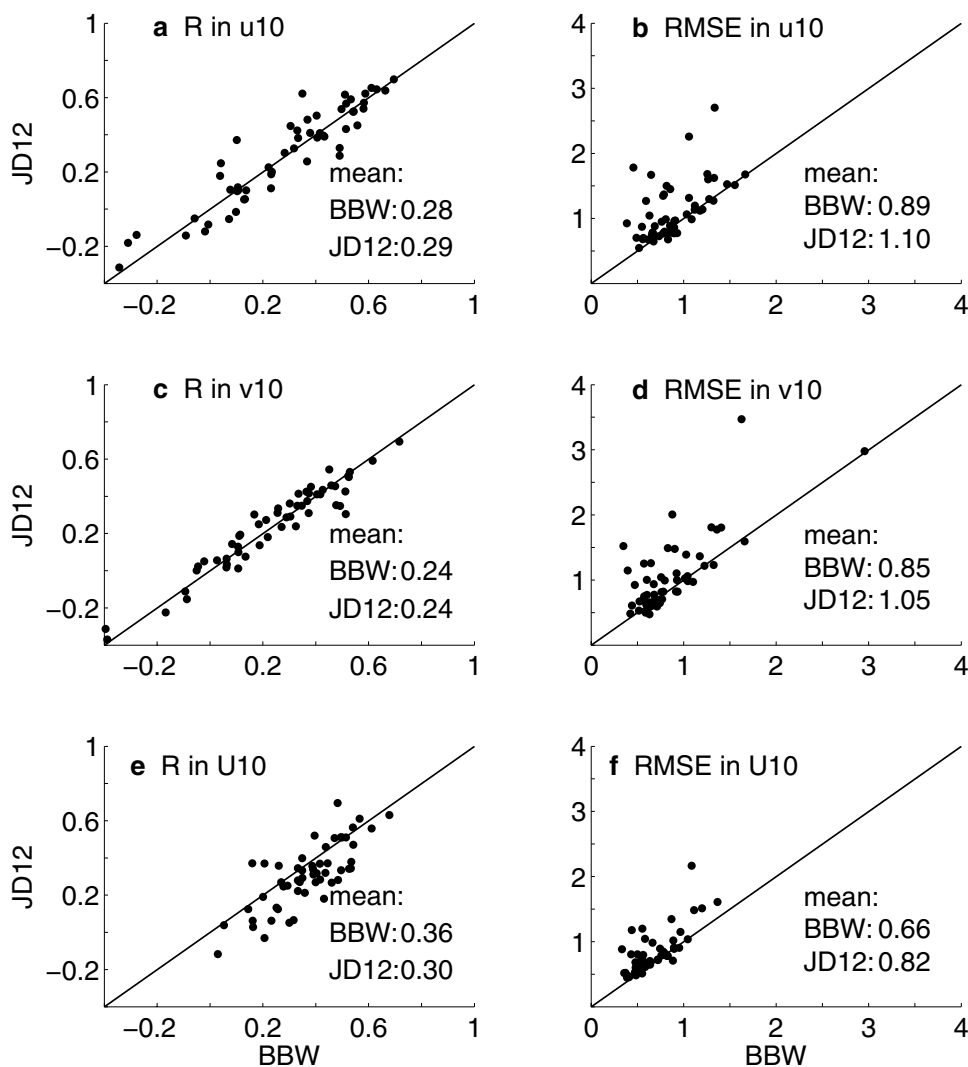 a R in u10
1
0.6
0.2
−0.2
JD12
−0.2
0.2
0.6
1
mean:
BBW:0.28
JD12:0.29
b RMSE in u10
4
3
2
1
0
1
2
3
4
mean:
BBW: 0.89
JD12: 1.10
c R in v10
1
0.6
0.2
−0.2
JD12
−0.2
0.2
0.6
1
mean:
BBW:0.24
JD12:0.24
d RMSE in v10
4
3
2
1
0
1
2
3
4
mean:
BBW: 0.85
JD12: 1.05
e R in U10
1
0.6
0.2
−0.2
JD12
−0.2
0.2
0.6
1
BBW
mean:
BBW:0.36
JD12:0.30
f RMSE in U10
4
3
2
1
0
1
2
3
4
BBW
mean:
BBW: 0.66
JD12: 0.82